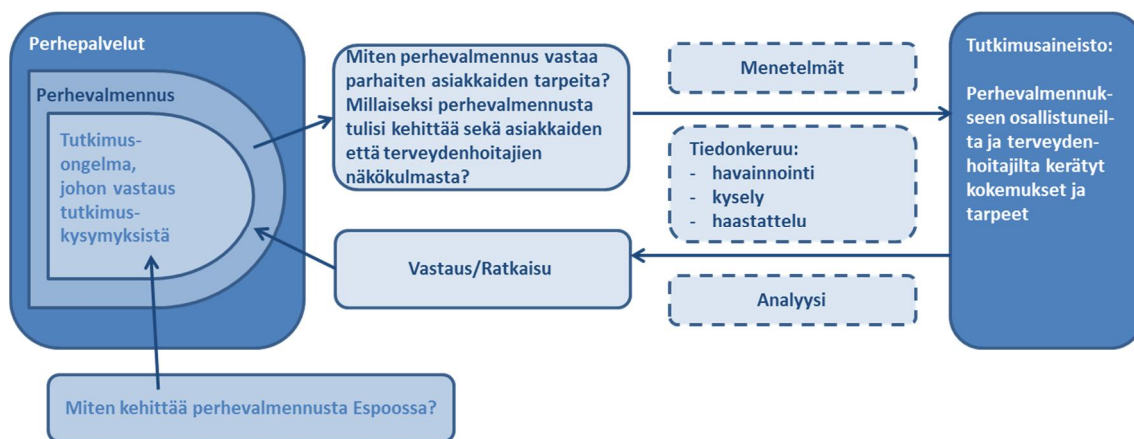 Perhepalvelut
Perhevalmennus
Tutkimus-
ongelma,
johon vastaus
tutkimus-
kysymyksistä
Miten perhevalmennus vastaa
parhaiten asiakkaiden tarpeita?
Millaiseksi perhevalmennusta
tulisi kehittää sekä asiakkaiden
että terveydenhoitajien
näkökulmasta?
Vastaus/Ratkaisu
Menetelmät
Tiedonkeruu:
- havainnointi
- kysely
- haastattelu
Analyysi
Tutkimusaineisto:
Perhevalmennuk-
seen osallistuneil-
ta ja terveyden-
hoitajilta kerätyt
kokemukset ja
tarpeet
Miten kehittää perhevalmennusta Espoossa?